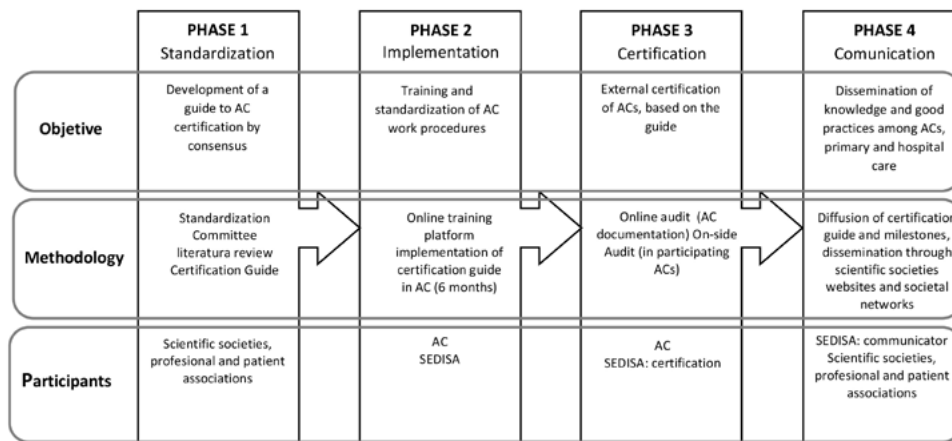 PHASE 1
Standardization
PHASE 2
Implementation
PHASE 3
Certification
PHASE 4
Comunication
Objetive
Development of a
guide to AC
certification by
consensus
Training and
standardization of AC
work procedures
External certification
of ACs, based on the
guide
Dissemination of
knowledge and good
practices among ACs,
primary and hospital
care
Methodology
Standardization
Committee
literatura review
Certification Guide
Online training
platform
implementation of
certification guide
in AC (6 months)
Online audit (AC
documentation) On-side
Audit (in participating
ACs)
Diffusion of certification
guide and milestones,
dissemination through
scientific societies
websites and societal
networks
Participants
Scientific societies,
profesional and patient
associations
AC
SEDISA
AC
SEDISA: certification
SEDISA: communicator
Scientific societies,
profesional and patient
associations